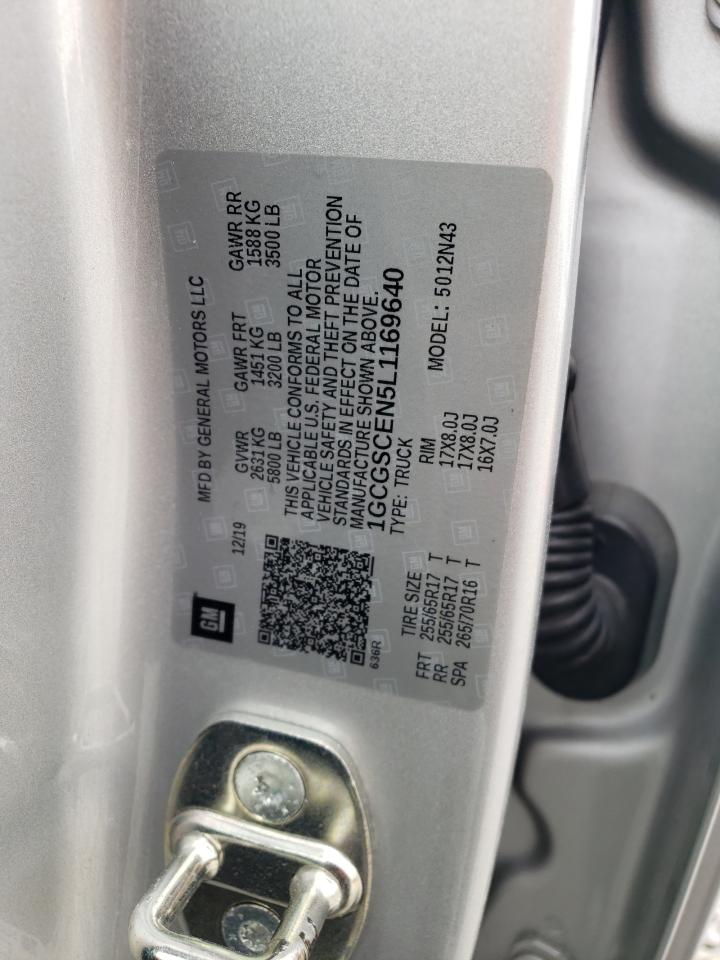 GM
MFD BY GENERAL MOTORS LLC
12/19
GVWR GAWR FRT GAWR RR
2631 KG 1451 KG 1588 KG
5800 LB 3200 LB 3500 LB
THIS VEHICLE CONFORMS TO ALL
APPLICABLE U.S. FEDERAL MOTOR
VEHICLE SAFETY AND THEFT PREVENTION
STANDARDS IN EFFECT ON THE DATE OF
MANUFACTURE SHOWN ABOVE.
1GCGSCEN5L1169640
636R
TYPE: TRUCK
MODEL: 5012N43
TIRE SIZE RIM
FRT 255/65R17 T 17X8.0J
RR 255/65R17 T 17X8.0J
SPA 265/70R16 T 16X7.0J